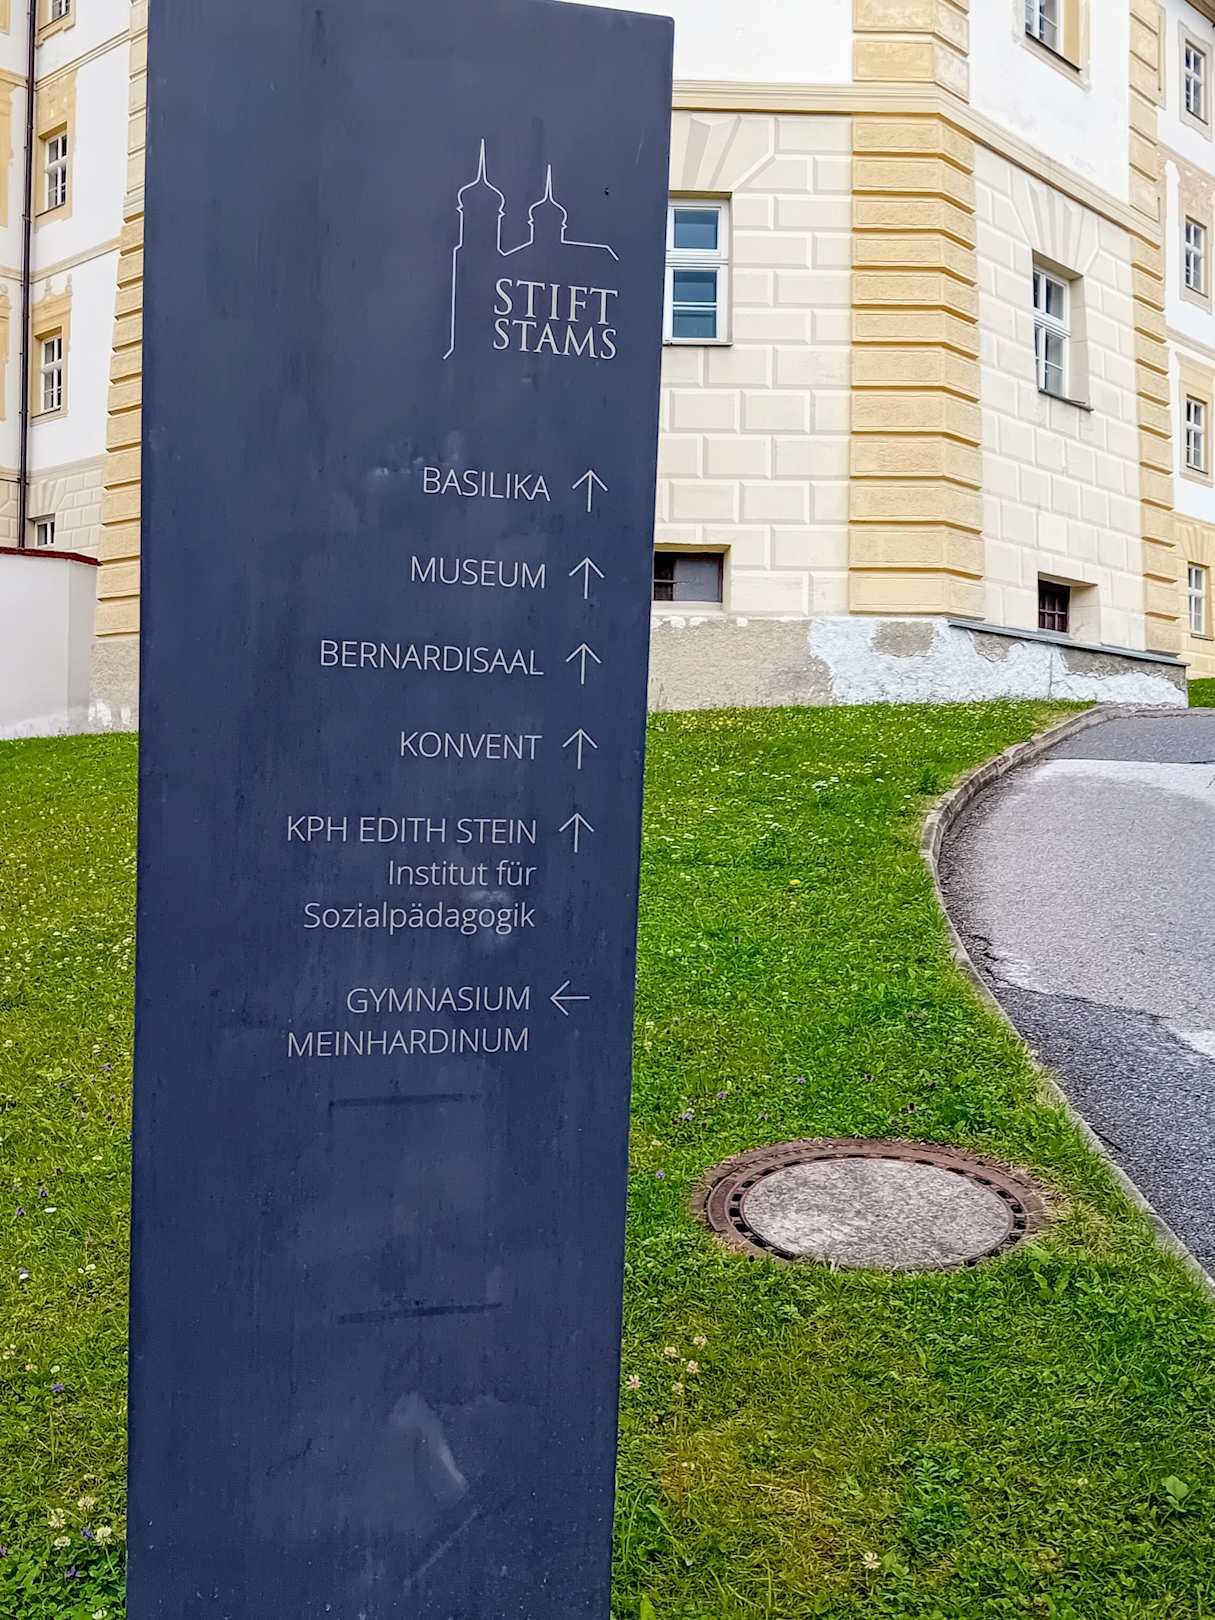 STIFT
STAMS
BASILIKA ↑
MUSEUM ↑
BERNARDISAAL ↑
KONVENT ↑
KPH EDITH STEIN ↑
Institut für
Sozialpädagogik
GYMNASIUM ←
MEINHARDINUM